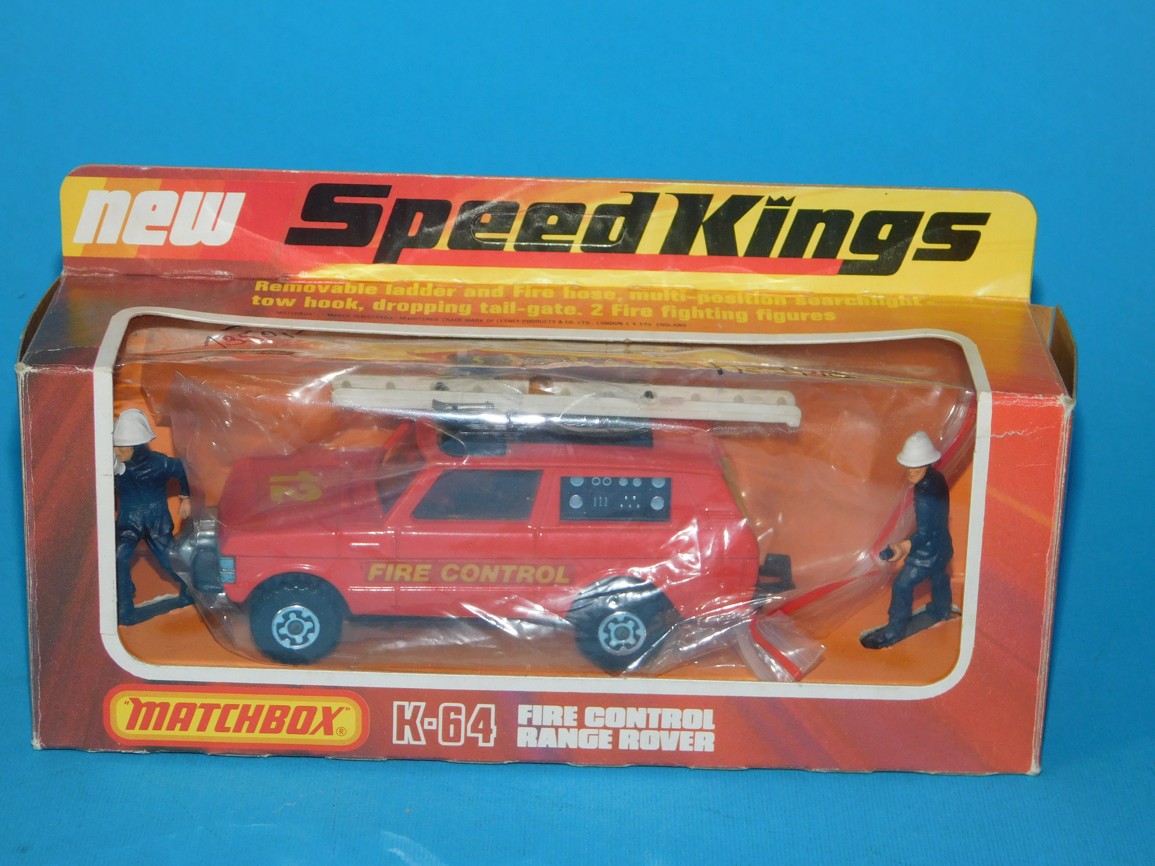 new Speed Kings
Removable ladder and Fire hose, multi-position searchlight-
tow hook, dropping tail-gate. 2 Fire fighting figures
FIRE CONTROL
"MATCHBOX"®
K-64
FIRE CONTROL
RANGE ROVER